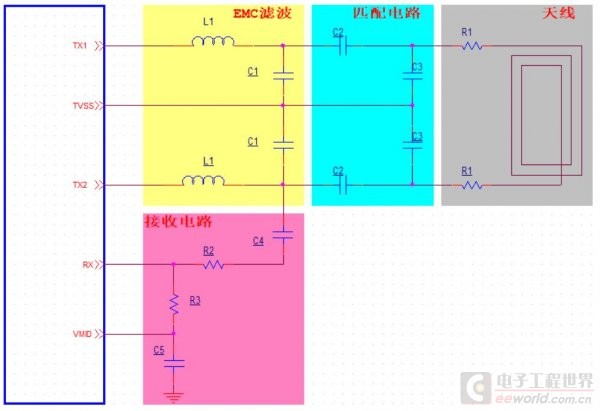 EMC滤波
匹配电路
天线
L1
C2
R1
TX1
C1
C3
TVSS
C1
C3
L1
C2
R1
TX2
接收电路
C4
R2
RX
R3
VMID
C5
电子工程世界
eeworld.com.cn